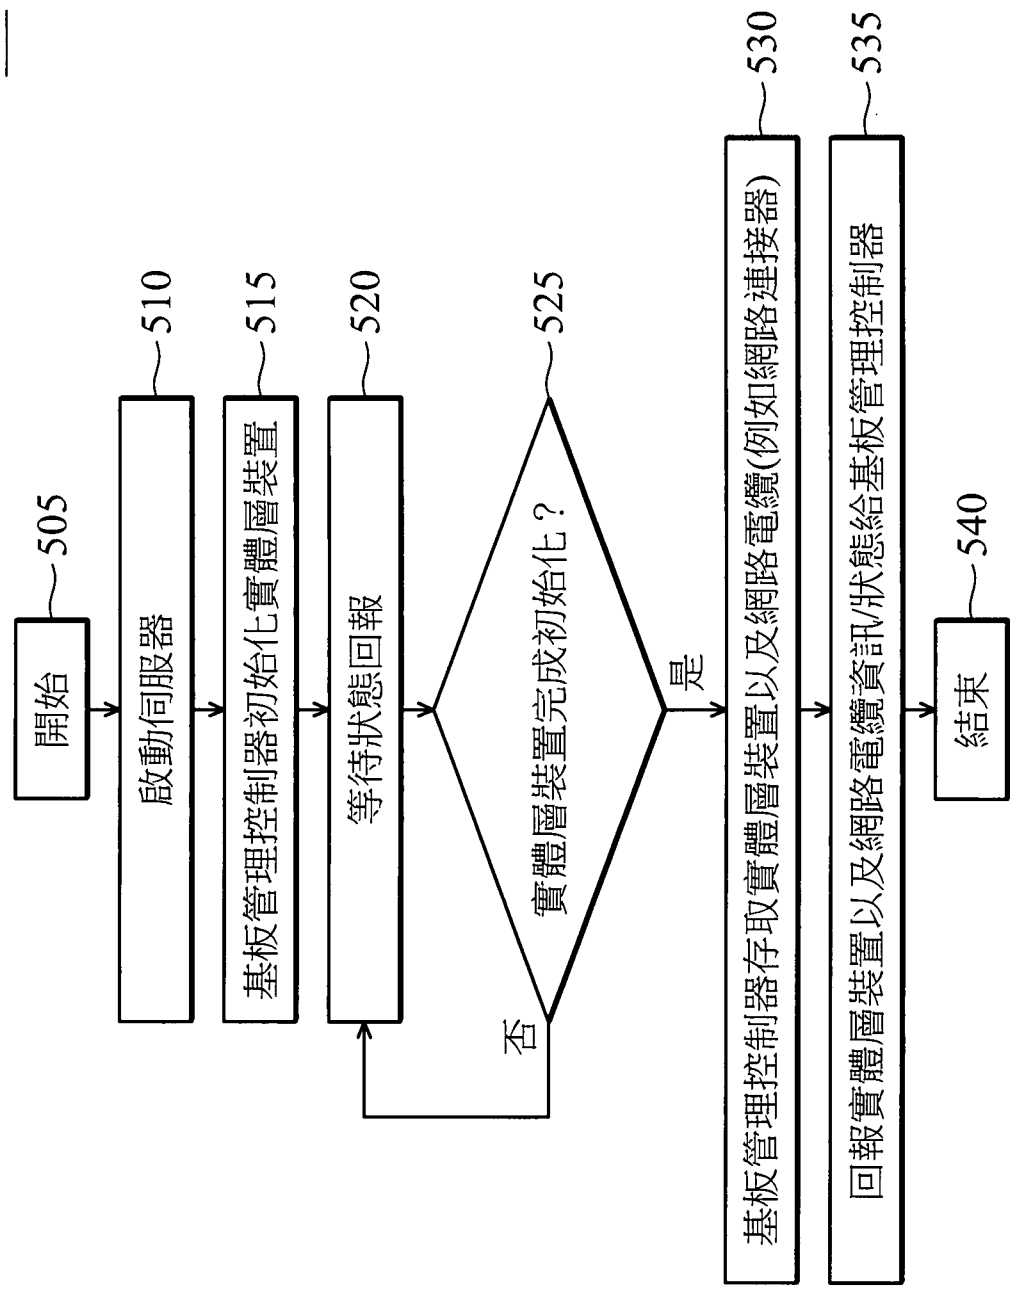 開始
505
啟動伺服器
510
基板管理控制器初始化實體層裝置
515
等待狀態回報
520
實體層裝置完成初始化？
525
否
是
基板管理控制器存取實體層裝置以及網路電纜(例如網路連接器)
530
回報實體層裝置以及網路電纜資訊/狀態給基板管理控制器
535
結束
540